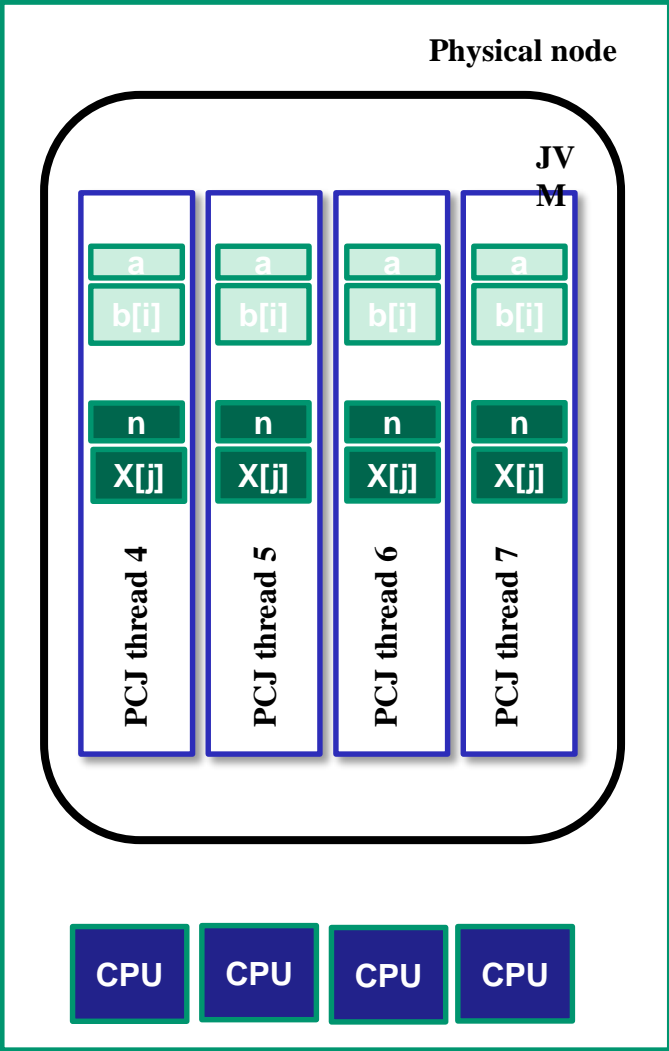 Physical node
JV
M
a a a a
b[i] b[i] b[i] b[i]
n n n n
X[j] X[j] X[j] X[j]
PCJ thread 4
PCJ thread 5
PCJ thread 6
PCJ thread 7
CPU CPU CPU CPU